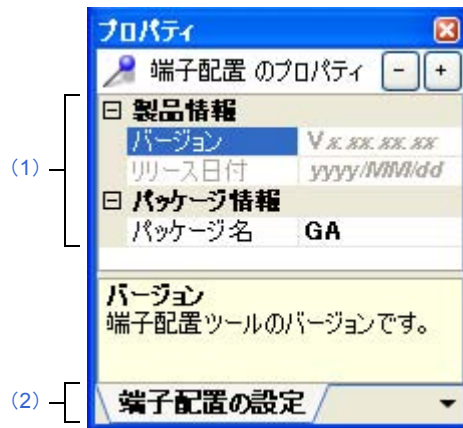 プロパティ
端子配置 のプロパティ
製品情報
バージョン Vx.xx.xx.xx
リリース日付 yyyy/MM/dd
パッケージ情報
パッケージ名 GA
(1)
バージョン
端子配置ツールのバージョンです。
(2)
端子配置の設定